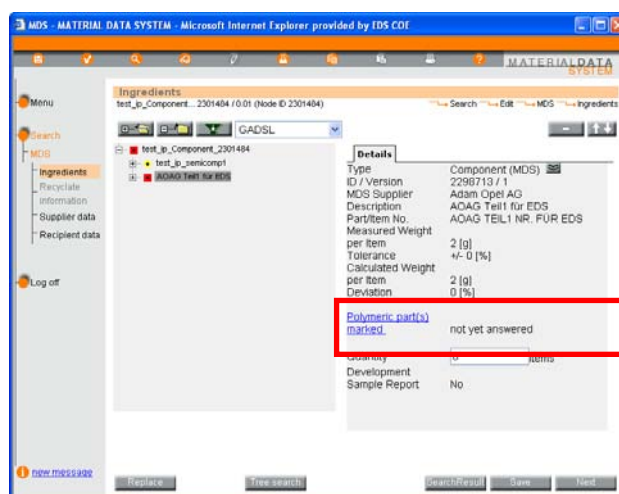 MDS - MATERIAL DATA SYSTEM - Microsoft Internet Explorer provided by EDS COE
MATERIALDATA
SYSTEM
Menu
Search
MDS
Ingredients
Recyclate
information
Supplier data
Recipient data
Log off
new message
Ingredients
test_ip_Component... 2301484 / 0.01 (Node ID 2301484)
Search Edit MDS Ingredients
GADSL
test_ip_Component_2301484
test_ip_semicomp1
AOAG Teil1 für EDS
Details
Type Component (MDS)
ID / Version 2298713 / 1
MDS Supplier Adam Opel AG
Description AOAG Teil1 für EDS
Part/Item No. AOAG TEIL1 NR. FÜR EDS
Measured Weight
per Item 2 [g]
Tolerance +/- 0 [%]
Calculated Weight
per Item 2 [g]
Deviation 0 [%]
Polymeric part(s)
marked not yet answered
Quantity items
Development
Sample Report No
Replace Tree search SearchResult Save Next